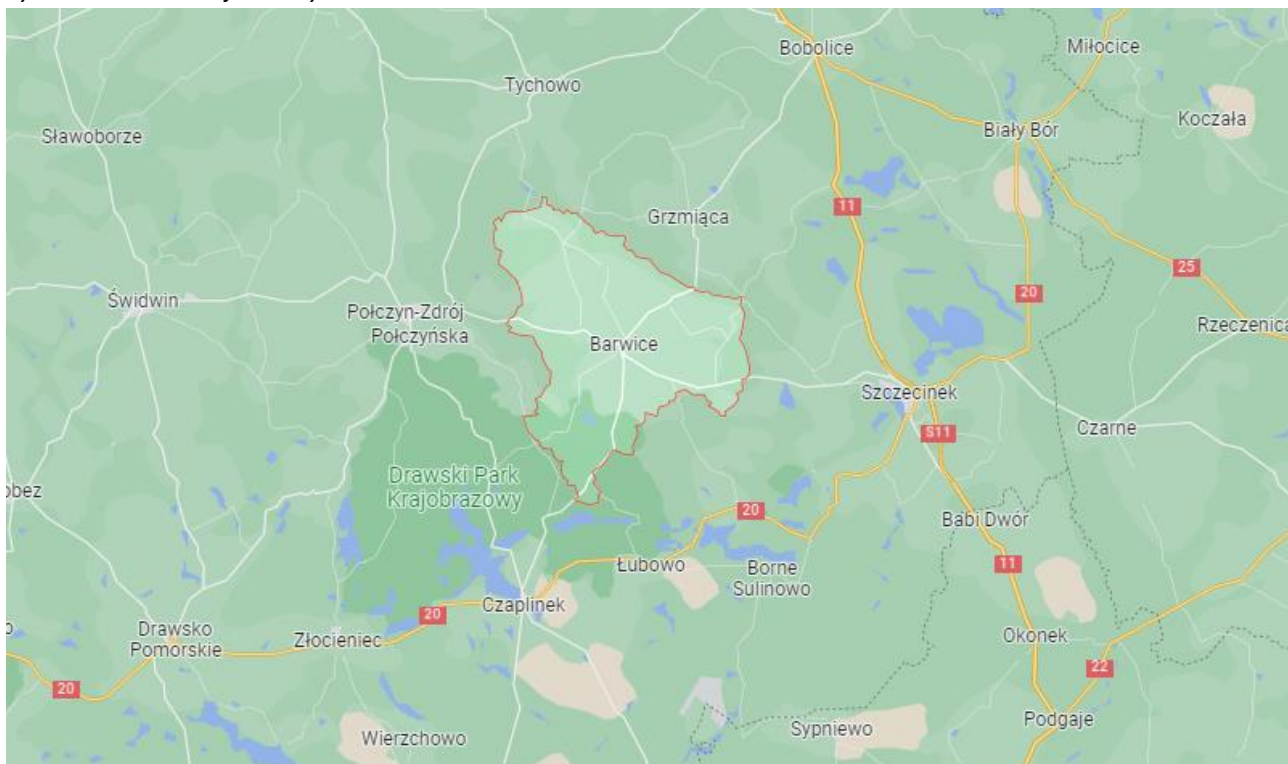 Bobolice
Miłocice
Tychowo
Koczała
Sławoborze
Biały Bór
11
Grzmiąca
25
20
Świdwin
Połczyn-Zdrój
Połczyńska
Rzeczenica
Barwice
Szczecinek
S11
Czarne
Drawski Park
Krajobrazowy
obez
20
Babi Dwór
Łubowo
11
Borne
Sulinowo
Czaplinek
20
Drawsko
Pomorskie
Złocieniec
Okonek
22
20
Podgaje
Sypniewo
Wierzchowo